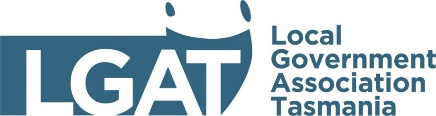 LGAT
Local
Government
Association
Tasmania